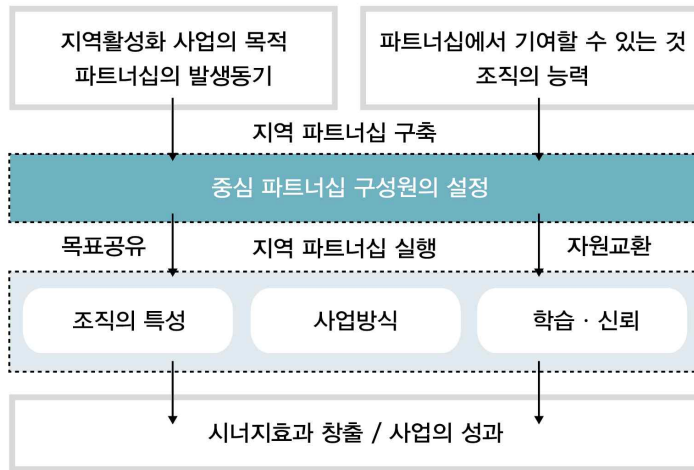 지역활성화 사업의 목적
파트너십의 발생동기
파트너십에서 기여할 수 있는 것
조직의 능력
지역 파트너십 구축
중심 파트너십 구성원의 설정
목표공유
지역 파트너십 실행
자원교환
조직의 특성
사업방식
학습 · 신뢰
시너지효과 창출 / 사업의 성과